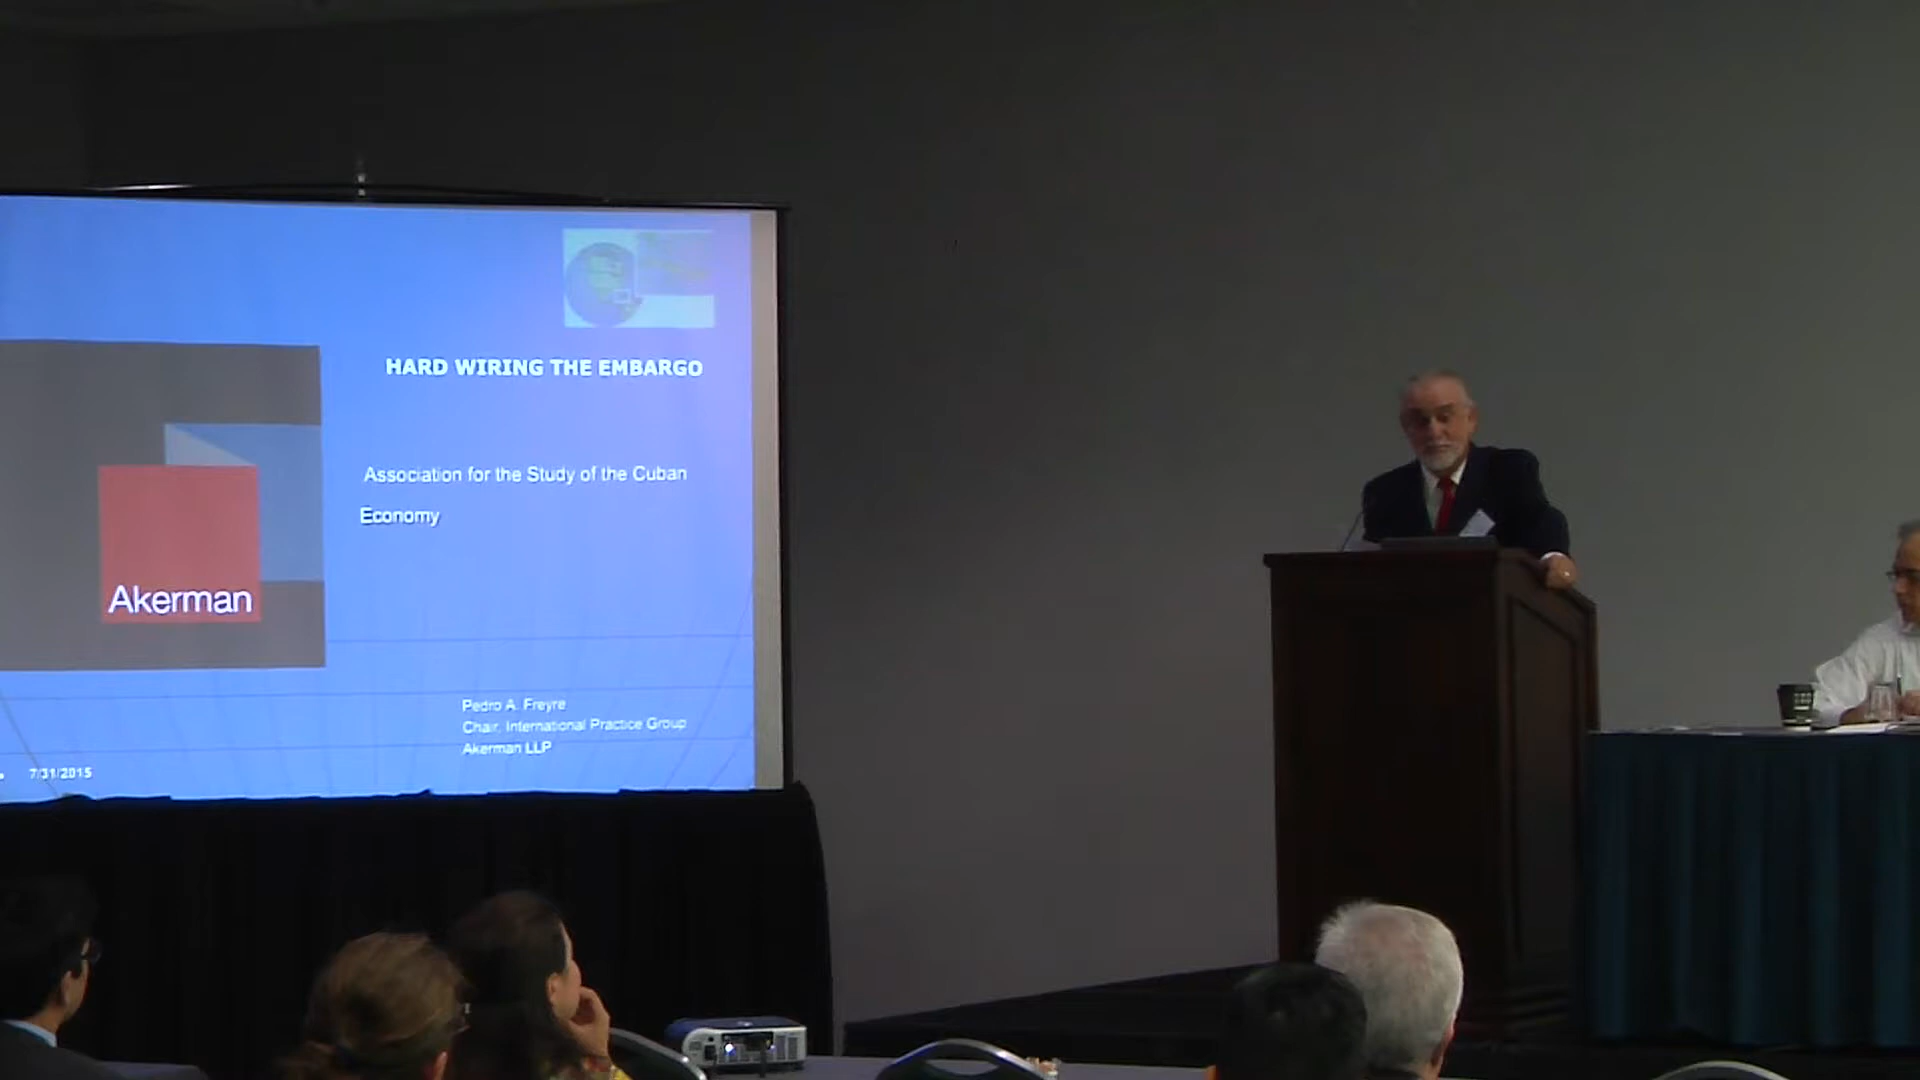 HARD WIRING THE EMBARGO
Association for the Study of the Cuban
Economy
Akerman
Pedro A. Freyre
Chair, International Practice Group
Akerman LLP
7/31/2015